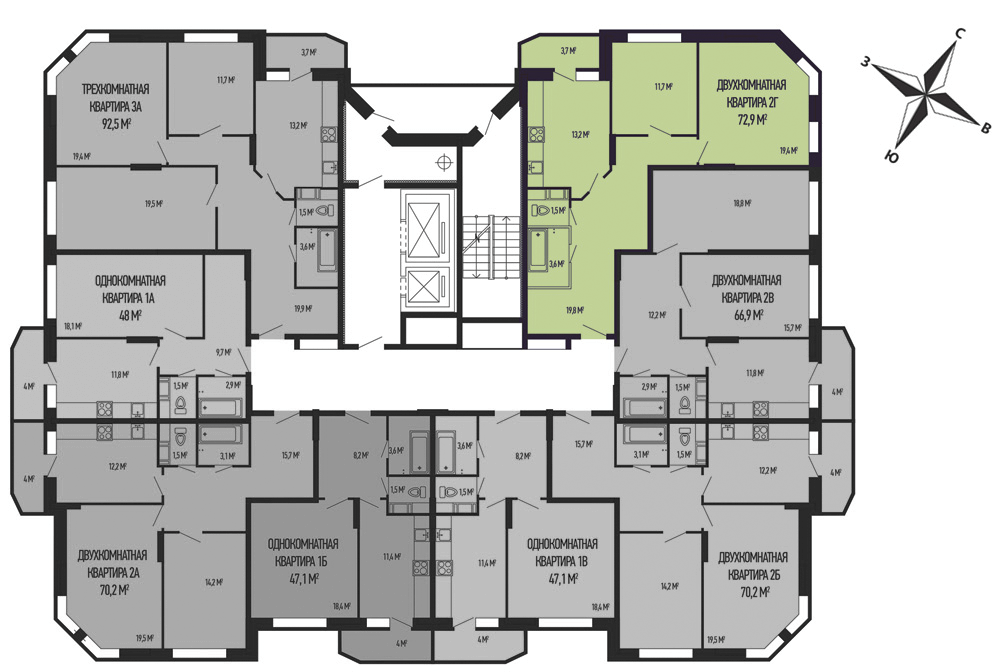 ТРЕХКОМНАТНАЯ
КВАРТИРА 3А
92,5 М²
19,4 М²
11,7 М²
3,7 М²
13,2 М²
19,5 М²
1,5 М²
3,6 М²
19,9 М²
3,7 М²
11,7 М²
ДВУХКОМНАТНАЯ
КВАРТИРА 2Г
72,9 М²
19,4 М²
13,2 М²
1,5 М²
3,6 М²
19,8 М²
С
З
В
Ю
18,8 М²
ОДНОКОМНАТНАЯ
КВАРТИРА 1А
48 М²
18,1 М²
9,7 М²
11,8 М²
1,5 М²
2,9 М²
4 М²
ДВУХКОМНАТНАЯ
КВАРТИРА 2В
66,9 М²
15,7 М²
12,2 М²
2,9 М²
1,5 М²
11,8 М²
4 М²
4 М²
12,2 М²
1,5 М²
3,1 М²
15,7 М²
14,2 М²
ДВУХКОМНАТНАЯ
КВАРТИРА 2А
70,2 М²
19,5 М²
8,2 М²
3,6 М²
1,5 М²
ОДНОКОМНАТНАЯ
КВАРТИРА 1Б
47,1 М²
18,4 М²
11,4 М²
4 М²
3,6 М²
1,5 М²
8,2 М²
11,4 М²
ОДНОКОМНАТНАЯ
КВАРТИРА 1В
47,1 М²
18,4 М²
4 М²
15,7 М²
3,1 М²
1,5 М²
12,2 М²
4 М²
14,2 М²
ДВУХКОМНАТНАЯ
КВАРТИРА 2Б
70,2 М²
19,5 М²